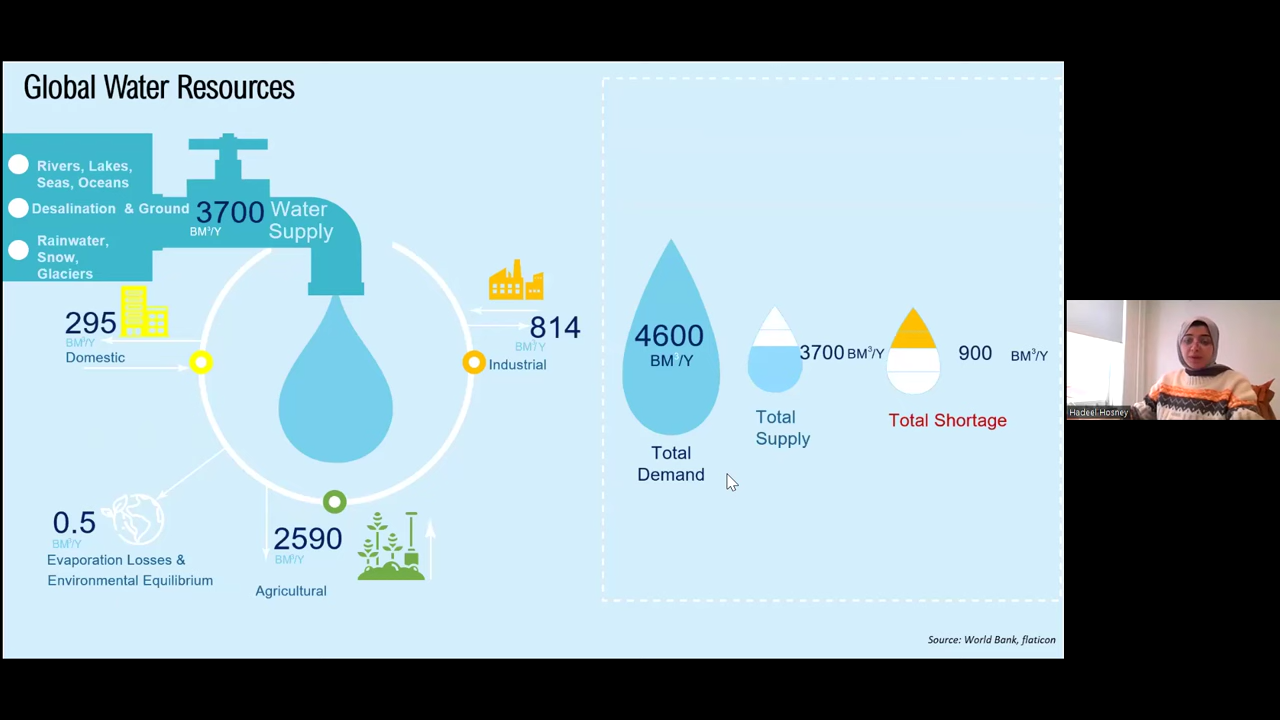 Global Water Resources
Rivers, Lakes,
Seas, Oceans
Desalination & Ground
Rainwater,
Snow,
Glaciers
3700
BM³/Y
Water
Supply
295
BM³/Y
Domestic
814
BM³/Y
Industrial
0.5
BM³/Y
Evaporation Losses &
Environmental Equilibrium
2590
BM³/Y
Agricultural
4600
BM³/Y
Total
Demand
3700 BM³/Y
Total
Supply
900 BM³/Y
Total Shortage
Source: World Bank, flaticon
Hadeel Hosney